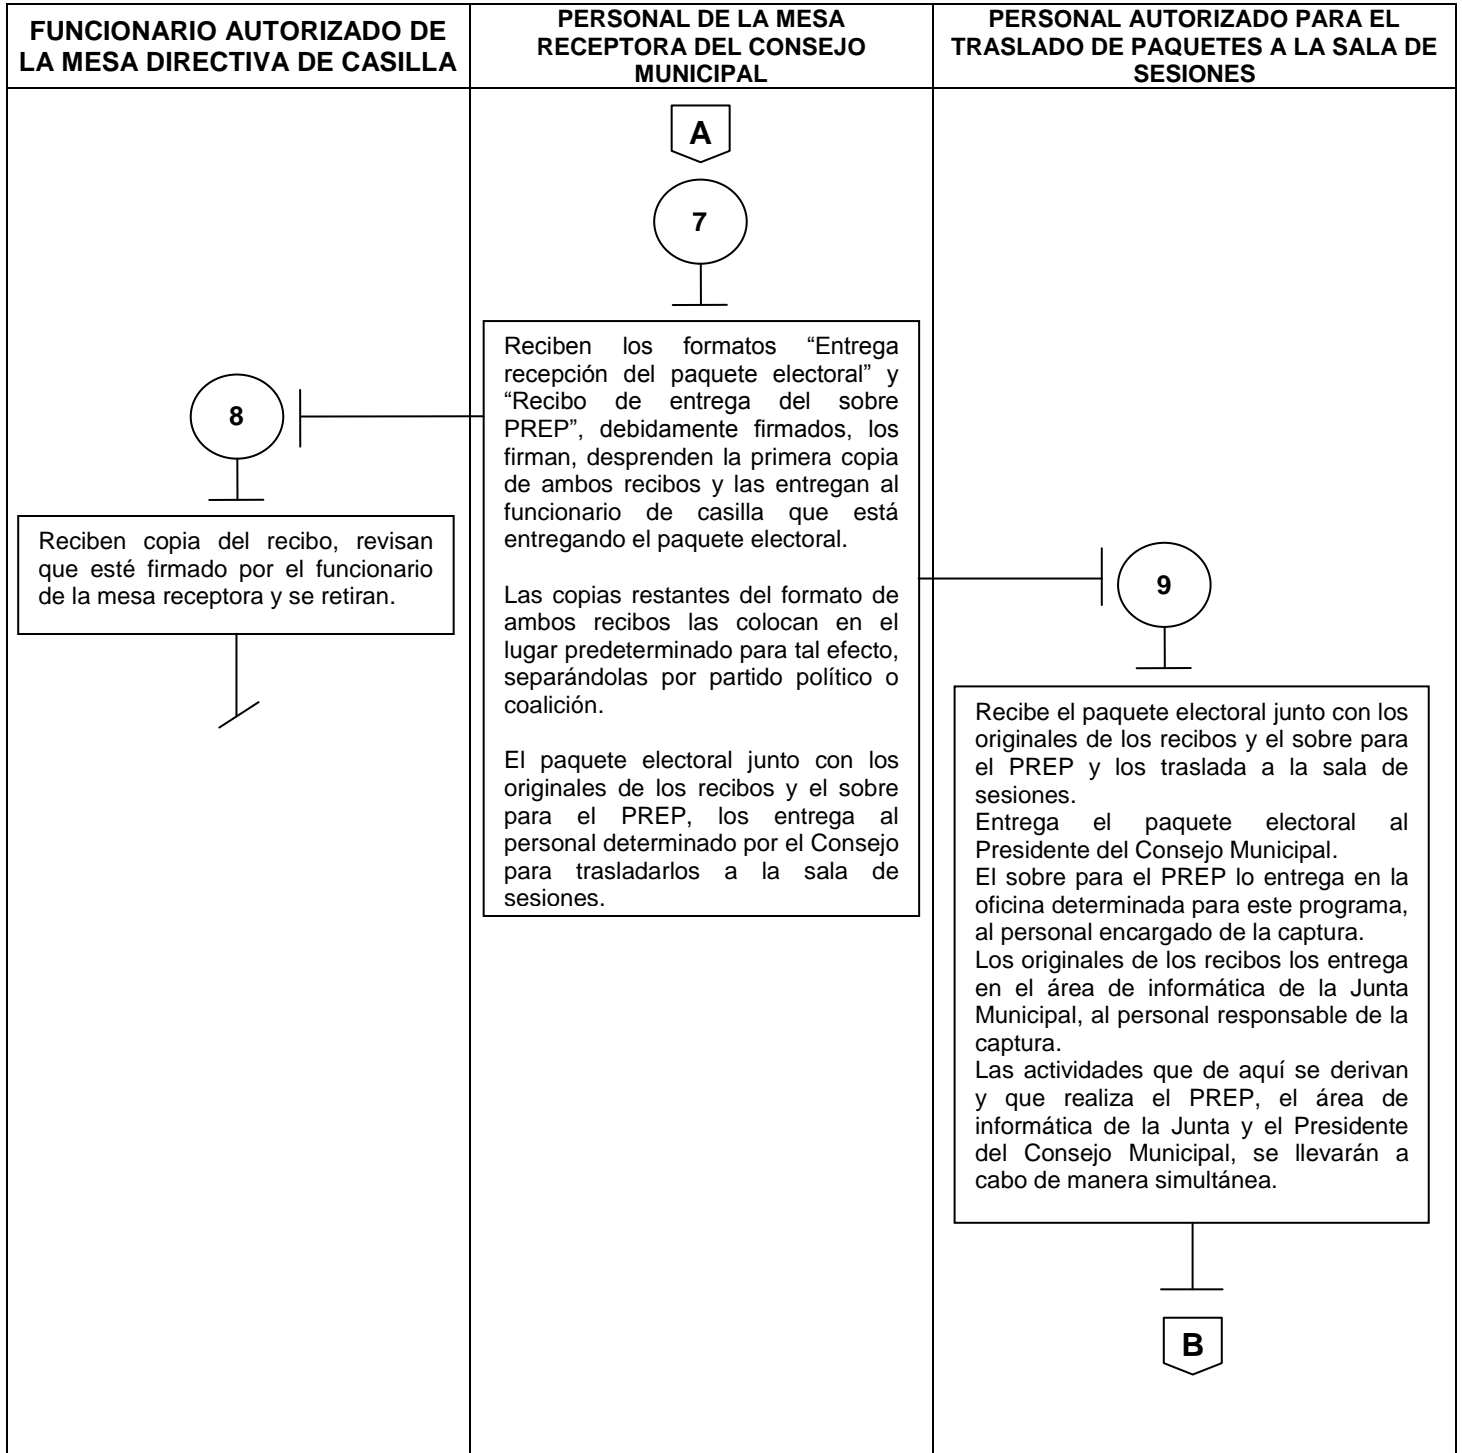 FUNCIONARIO AUTORIZADO DE
LA MESA DIRECTIVA DE CASILLA
PERSONAL DE LA MESA
RECEPTORA DEL CONSEJO
MUNICIPAL
PERSONAL AUTORIZADO PARA EL
TRASLADO DE PAQUETES A LA SALA DE
SESIONES
A
7
Reciben los formatos “Entrega
recepción del paquete electoral” y
“Recibo de entrega del sobre
PREP”, debidamente firmados, los
firman, desprenden la primera copia
de ambos recibos y las entregan al
funcionario de casilla que está
entregando el paquete electoral.
Las copias restantes del formato de
ambos recibos las colocan en el
lugar predeterminado para tal efecto,
separándolas por partido político o
coalición.
El paquete electoral junto con los
originales de los recibos y el sobre
para el PREP, los entrega al
personal determinado por el Consejo
para trasladarlos a la sala de
sesiones.
8
Reciben copia del recibo, revisan
que esté firmado por el funcionario
de la mesa receptora y se retiran.
9
Recibe el paquete electoral junto con los
originales de los recibos y el sobre para
el PREP y los traslada a la sala de
sesiones.
Entrega el paquete electoral al
Presidente del Consejo Municipal.
El sobre para el PREP lo entrega en la
oficina determinada para este programa,
al personal encargado de la captura.
Los originales de los recibos los entrega
en el área de informática de la Junta
Municipal, al personal responsable de la
captura.
Las actividades que de aquí se derivan
y que realiza el PREP, el área de
informática de la Junta y el Presidente
del Consejo Municipal, se llevarán a
cabo de manera simultánea.
B